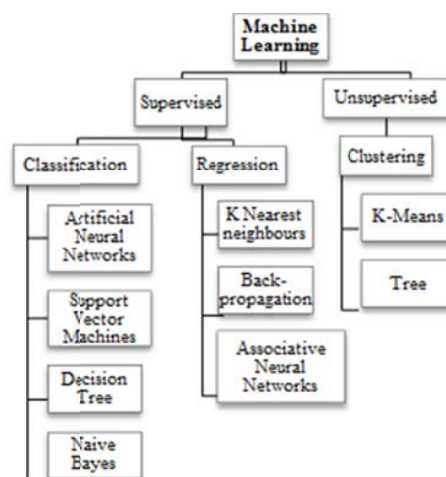 Machine
Learning
Supervised
Unsupervised
Classification
Regression
Clustering
Artificial
Neural
Networks
K Nearest
neighbours
K-Means
Support
Vector
Machines
Back-
propagation
Tree
Decision
Tree
Associative
Neural
Networks
Naive
Bayes